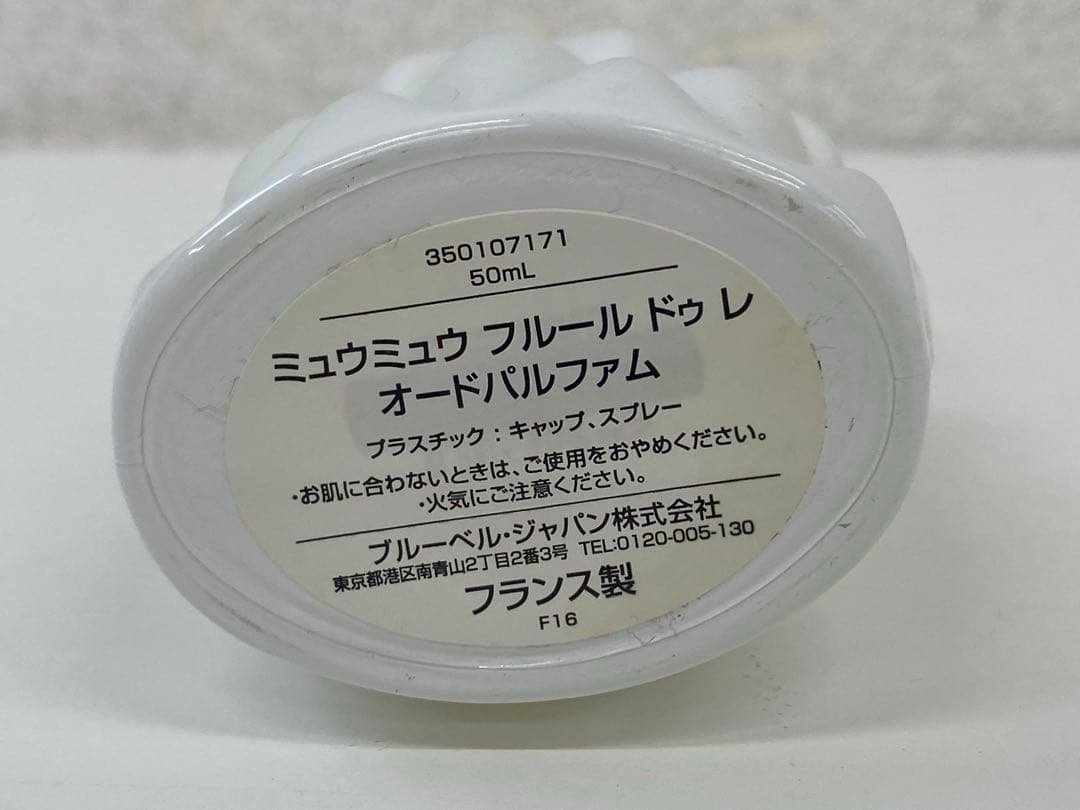 350107171
50mL
ミュウミュウ フルール ドゥ レ
オードパルファム
プラスチック : キャップ、スプレー
・お肌に合わないときは、ご使用をおやめください。
・火気にご注意ください。
ブルーベル・ジャパン株式会社
東京都港区南青山2丁目2番3号 TEL:0120-005-130
フランス製
F16